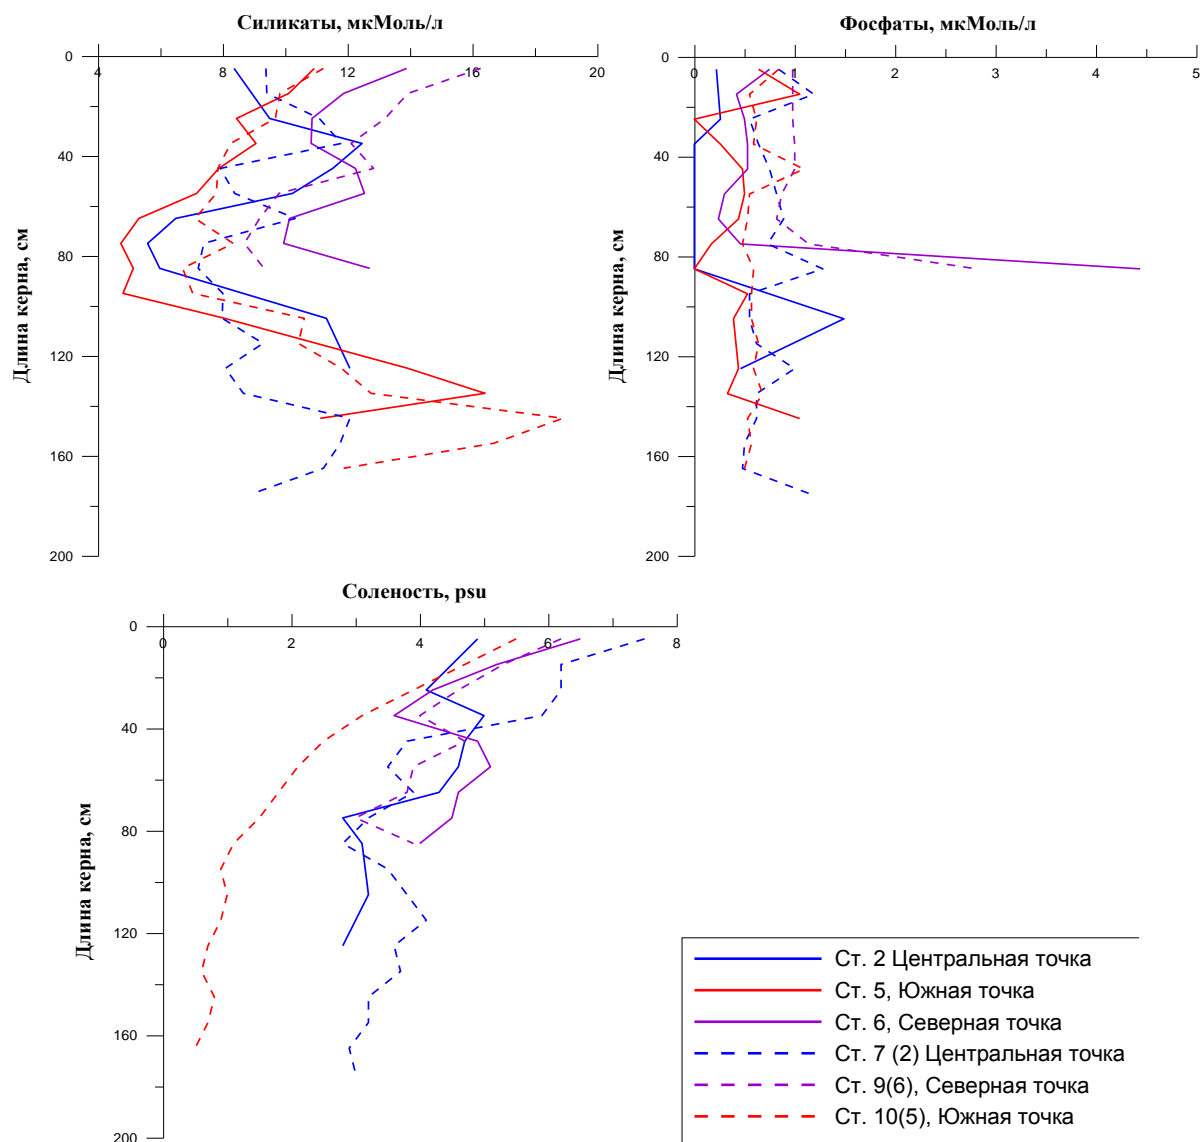 Силикаты, мкМоль/л
4 8 12 16 20
0
40
80
120
160
200
Длина керна, см
Фосфаты, мкМоль/л
0 1 2 3 4 5
0
40
80
120
160
200
Длина керна, см
Соленость, psu
0 2 4 6 8
0
40
80
120
160
200
Длина керна, см
Ст. 2 Центральная точка
Ст. 5, Южная точка
Ст. 6, Северная точка
Ст. 7 (2) Центральная точка
Ст. 9(6), Северная точка
Ст. 10(5), Южная точка